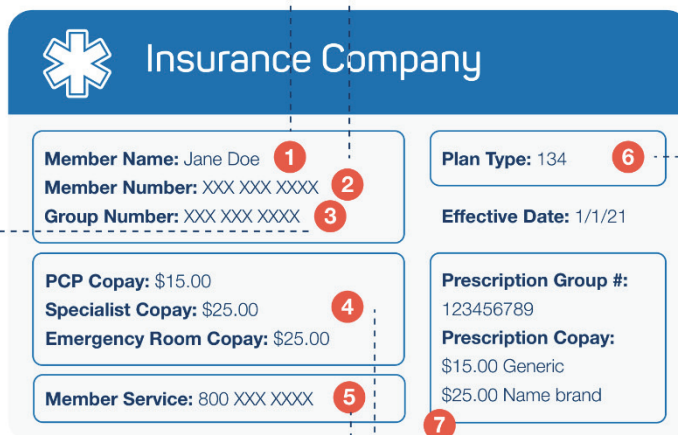 Insurance Company
Member Name: Jane Doe 1
Member Number: XXX XXX XXXX 2
Group Number: XXX XXX XXXX 3
Plan Type: 134 6
Effective Date: 1/1/21
PCP Copay: $15.00
Specialist Copay: $25.00 4
Emergency Room Copay: $25.00
Member Service: 800 XXX XXXX 5
Prescription Group #:
123456789
Prescription Copay:
$15.00 Generic
$25.00 Name brand
7